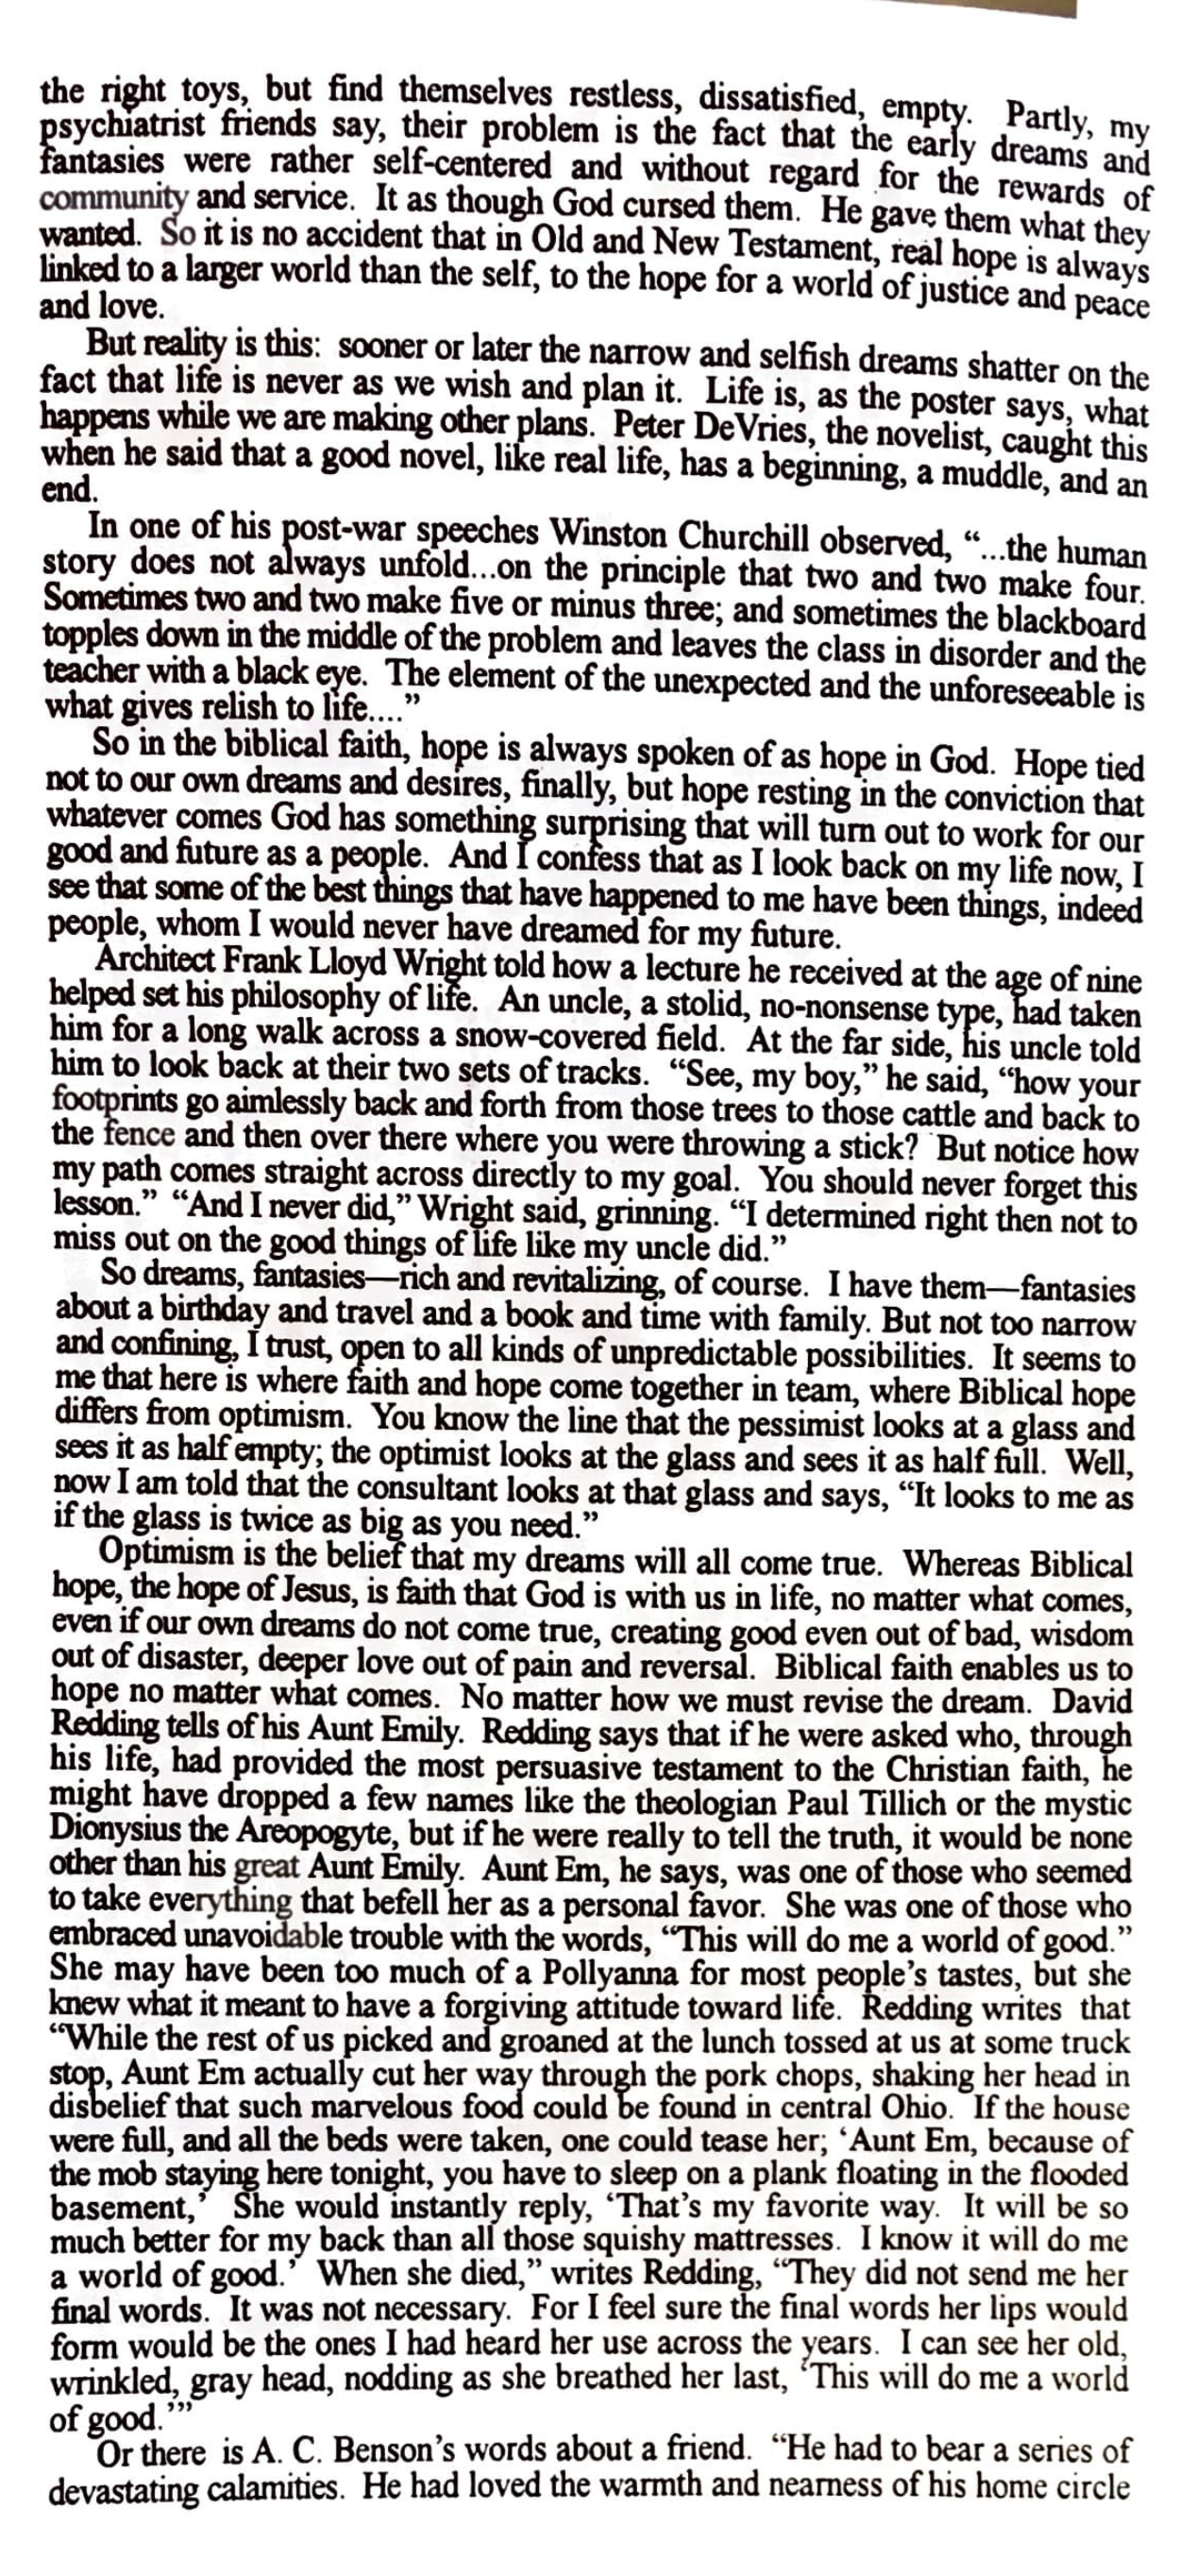 the right toys, but find themselves restless, dissatisfied, empty. Partly, my
psychiatrist friends say, their problem is the fact that the early dreams and
fantasies were rather self-centered and without regard for the rewards of
community and service. It as though God cursed them. He gave them what they
wanted. So it is no accident that in Old and New Testament, real hope is always
linked to a larger world than the self, to the hope for a world of justice and peace
and love.
But reality is this: sooner or later the narrow and selfish dreams shatter on the
fact that life is never as we wish and plan it. Life is, as the poster says, what
happens while we are making other plans. Peter DeVries, the novelist, caught this
when he said that a good novel, like real life, has a beginning, a muddle, and an
end.
In one of his post-war speeches Winston Churchill observed, “...the human
story does not always unfold...on the principle that two and two make four.
Sometimes two and two make five or minus three; and sometimes the blackboard
topples down in the middle of the problem and leaves the class in disorder and the
teacher with a black eye. The element of the unexpected and the unforeseeable is
what gives relish to life....”
So in the biblical faith, hope is always spoken of as hope in God. Hope tied
not to our own dreams and desires, finally, but hope resting in the conviction that
whatever comes God has something surprising that will turn out to work for our
good and future as a people. And I confess that as I look back on my life now, I
see that some of the best things that have happened to me have been things, indeed
people, whom I would never have dreamed for my future.
Architect Frank Lloyd Wright told how a lecture he received at the age of nine
helped set his philosophy of life. An uncle, a stolid, no-nonsense type, had taken
him for a long walk across a snow-covered field. At the far side, his uncle told
him to look back at their two sets of tracks. “See, my boy,” he said, “how your
footprints go aimlessly back and forth from those trees to those cattle and back to
the fence and then over there where you were throwing a stick? But notice how
my path comes straight across directly to my goal. You should never forget this
lesson.” “And I never did,” Wright said, grinning. “I determined right then not to
miss out on the good things of life like my uncle did.”
So dreams, fantasies—rich and revitalizing, of course. I have them—fantasies
about a birthday and travel and a book and time with family. But not too narrow
and confining, I trust, open to all kinds of unpredictable possibilities. It seems to
me that here is where faith and hope come together in team, where Biblical hope
differs from optimism. You know the line that the pessimist looks at a glass and
sees it as half empty; the optimist looks at the glass and sees it as half full. Well,
now I am told that the consultant looks at that glass and says, “It looks to me as
if the glass is twice as big as you need.”
Optimism is the belief that my dreams will all come true. Whereas Biblical
hope, the hope of Jesus, is faith that God is with us in life, no matter what comes,
even if our own dreams do not come true, creating good even out of bad, wisdom
out of disaster, deeper love out of pain and reversal. Biblical faith enables us to
hope no matter what comes. No matter how we must revise the dream. David
Redding tells of his Aunt Emily. Redding says that if he were asked who, through
his life, had provided the most persuasive testament to the Christian faith, he
might have dropped a few names like the theologian Paul Tillich or the mystic
Dionysius the Areopogyte, but if he were really to tell the truth, it would be none
other than his great Aunt Emily. Aunt Em, he says, was one of those who seemed
to take everything that befell her as a personal favor. She was one of those who
embraced unavoidable trouble with the words, “This will do me a world of good.”
She may have been too much of a Pollyanna for most people’s tastes, but she
knew what it meant to have a forgiving attitude toward life. Redding writes that
“While the rest of us picked and groaned at the lunch tossed at us at some truck
stop, Aunt Em actually cut her way through the pork chops, shaking her head in
disbelief that such marvelous food could be found in central Ohio. If the house
were full, and all the beds were taken, one could tease her; ‘Aunt Em, because of
the mob staying here tonight, you have to sleep on a plank floating in the flooded
basement,’ She would instantly reply, ‘That’s my favorite way. It will be so
much better for my back than all those squishy mattresses. I know it will do me
a world of good.’ When she died,” writes Redding, “They did not send me her
final words. It was not necessary. For I feel sure the final words her lips would
form would be the ones I had heard her use across the years. I can see her old,
wrinkled, gray head, nodding as she breathed her last, ‘This will do me a world
of good.’”
Or there is A. C. Benson’s words about a friend. “He had to bear a series of
devastating calamities. He had loved the warmth and nearness of his home circle